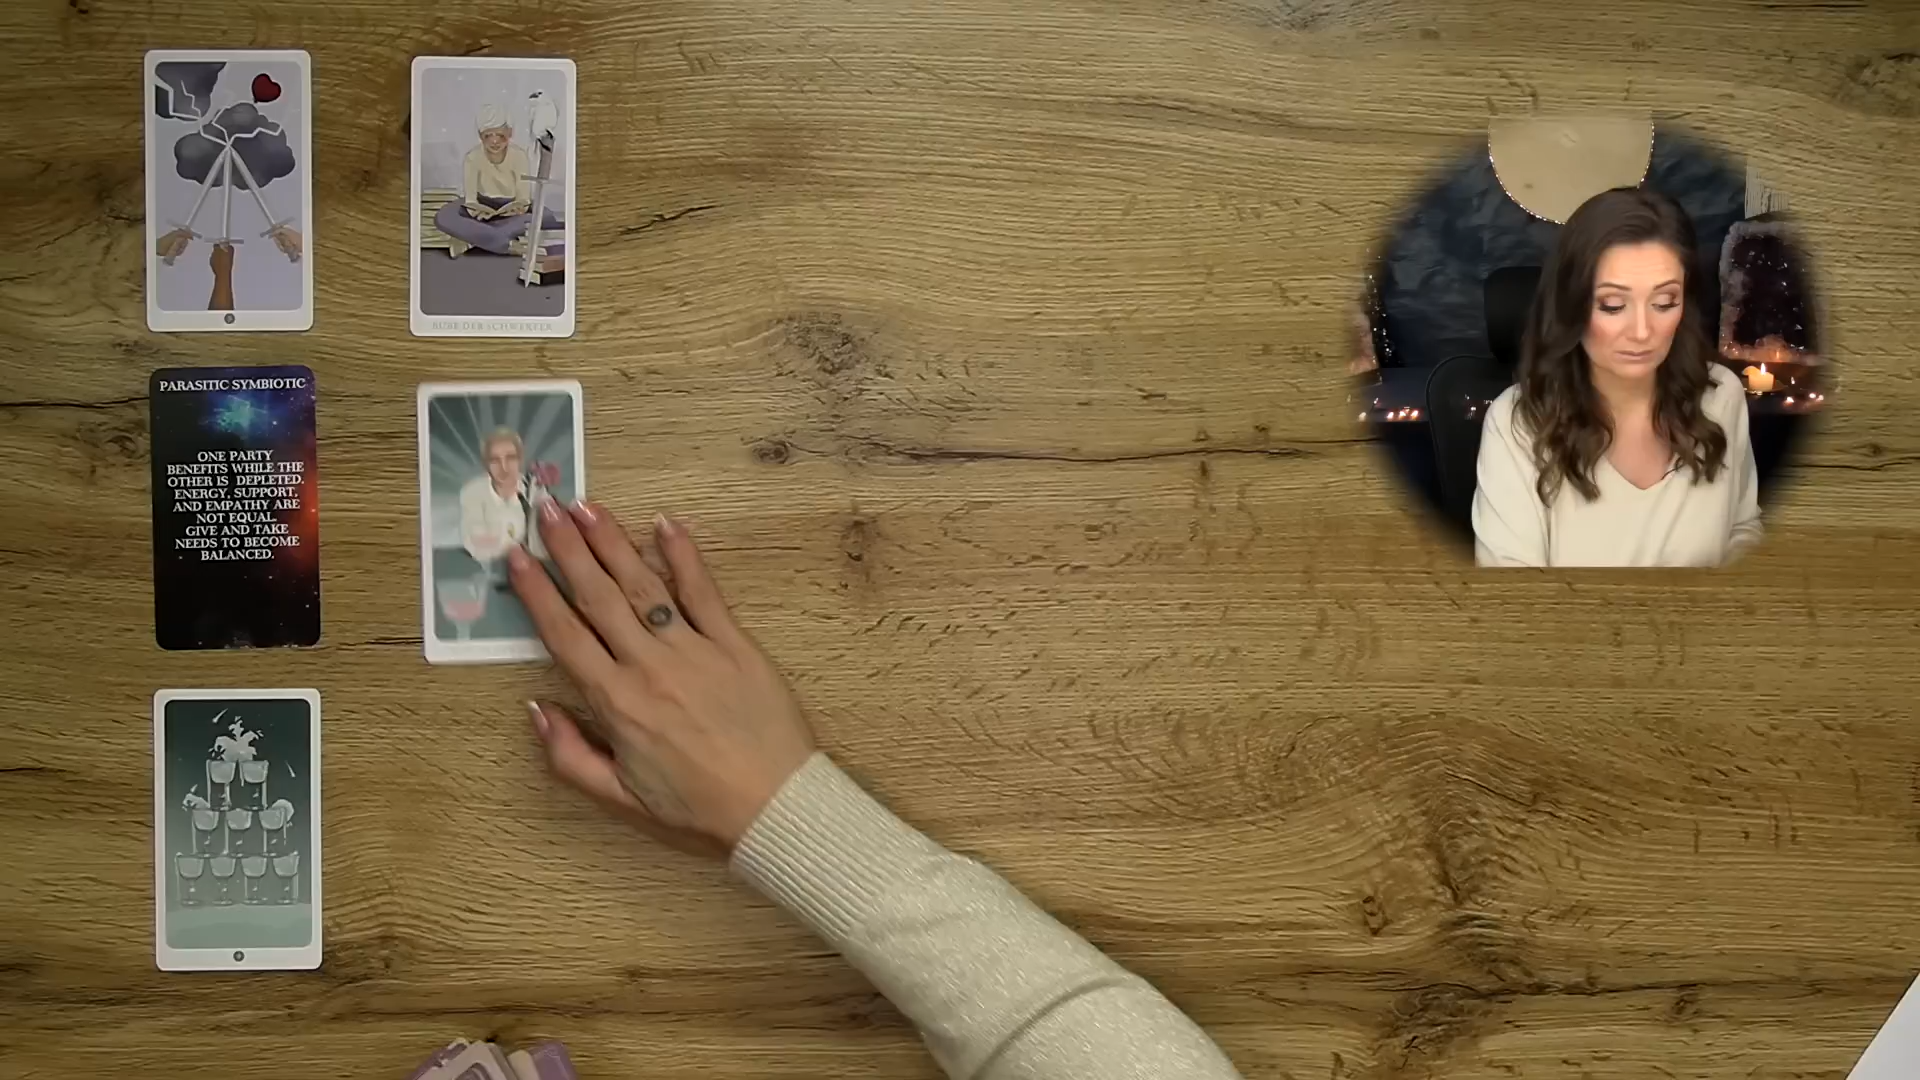 BUBE DER SCHWERTER
PARASITIC SYMBIOTIC
ONE PARTY
BENEFITS WHILE THE
OTHER IS DEPLETED.
ENERGY, SUPPORT,
AND EMPATHY ARE
NOT EQUAL.
GIVE AND TAKE
NEEDS TO BECOME
BALANCED.